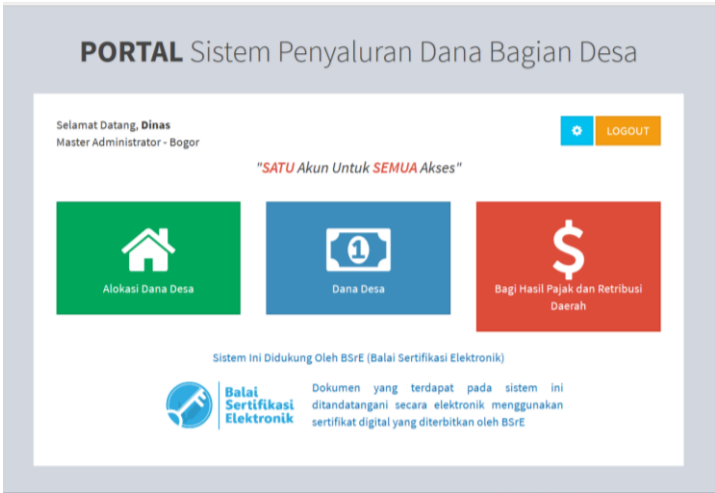 PORTAL Sistem Penyaluran Dana Bagian Desa
Selamat Datang, Dinas
Master Administrator - Bogor
LOGOUT
"SATU Akun Untuk SEMUA Akses"
Alokasi Dana Desa
1
Dana Desa
$
Bagi Hasil Pajak dan Retribusi
Daerah
Sistem Ini Didukung Oleh BSrE (Balai Sertifikasi Elektronik)
Balai
Sertifikasi
Elektronik
Dokumen yang terdapat pada sistem ini
ditandatangani secara elektronik menggunakan
sertifikat digital yang diterbitkan oleh BSrE